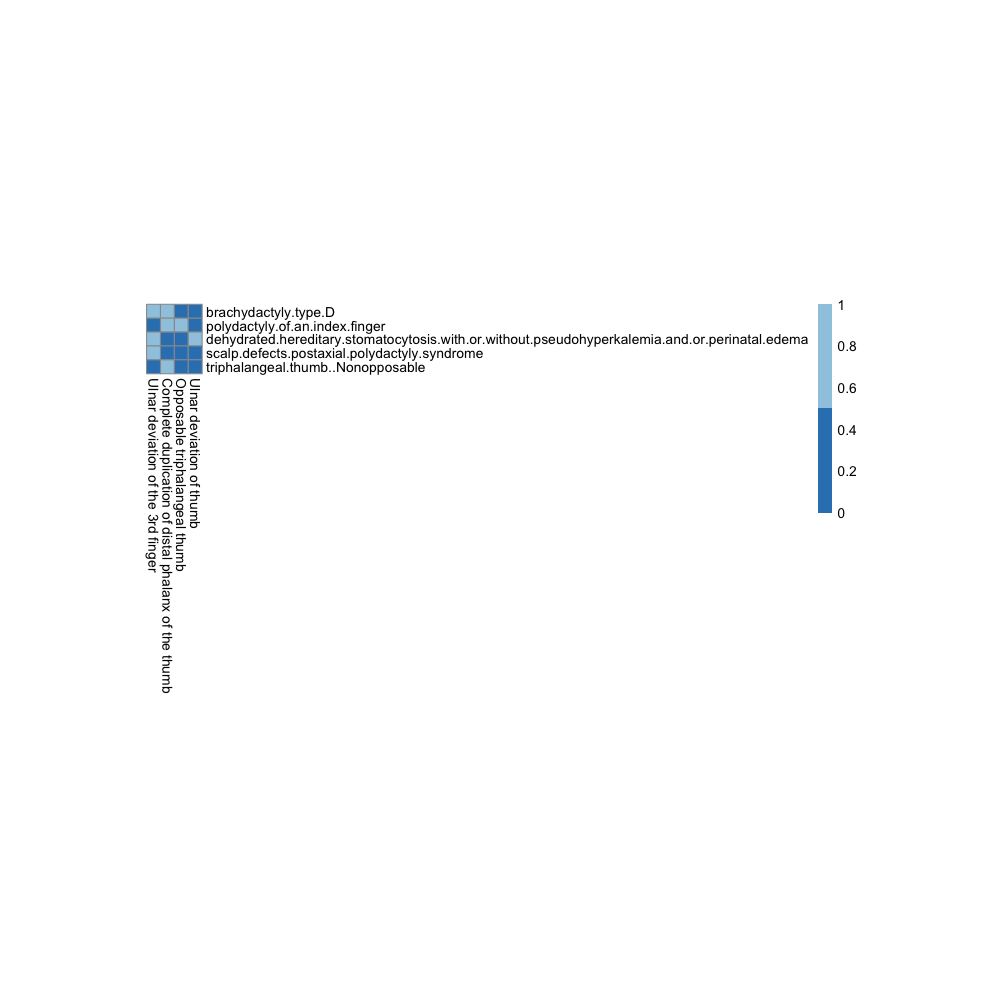 brachydactyly.type.D
polydactyly.of.an.index.finger
dehydrated.hereditary.stomatocytosis.with.or.without.pseudohyperkalemia.and.or.perinatal.edema
scalp.defects.postaxial.polydactyly.syndrome
triphalangeal.thumb..Nonopposable
Ulnar deviation of the 3rd finger
Complete duplication of distal phalanx of the thumb
Opposable triphalangeal thumb
Ulnar deviation of thumb
1
0.8
0.6
0.4
0.2
0